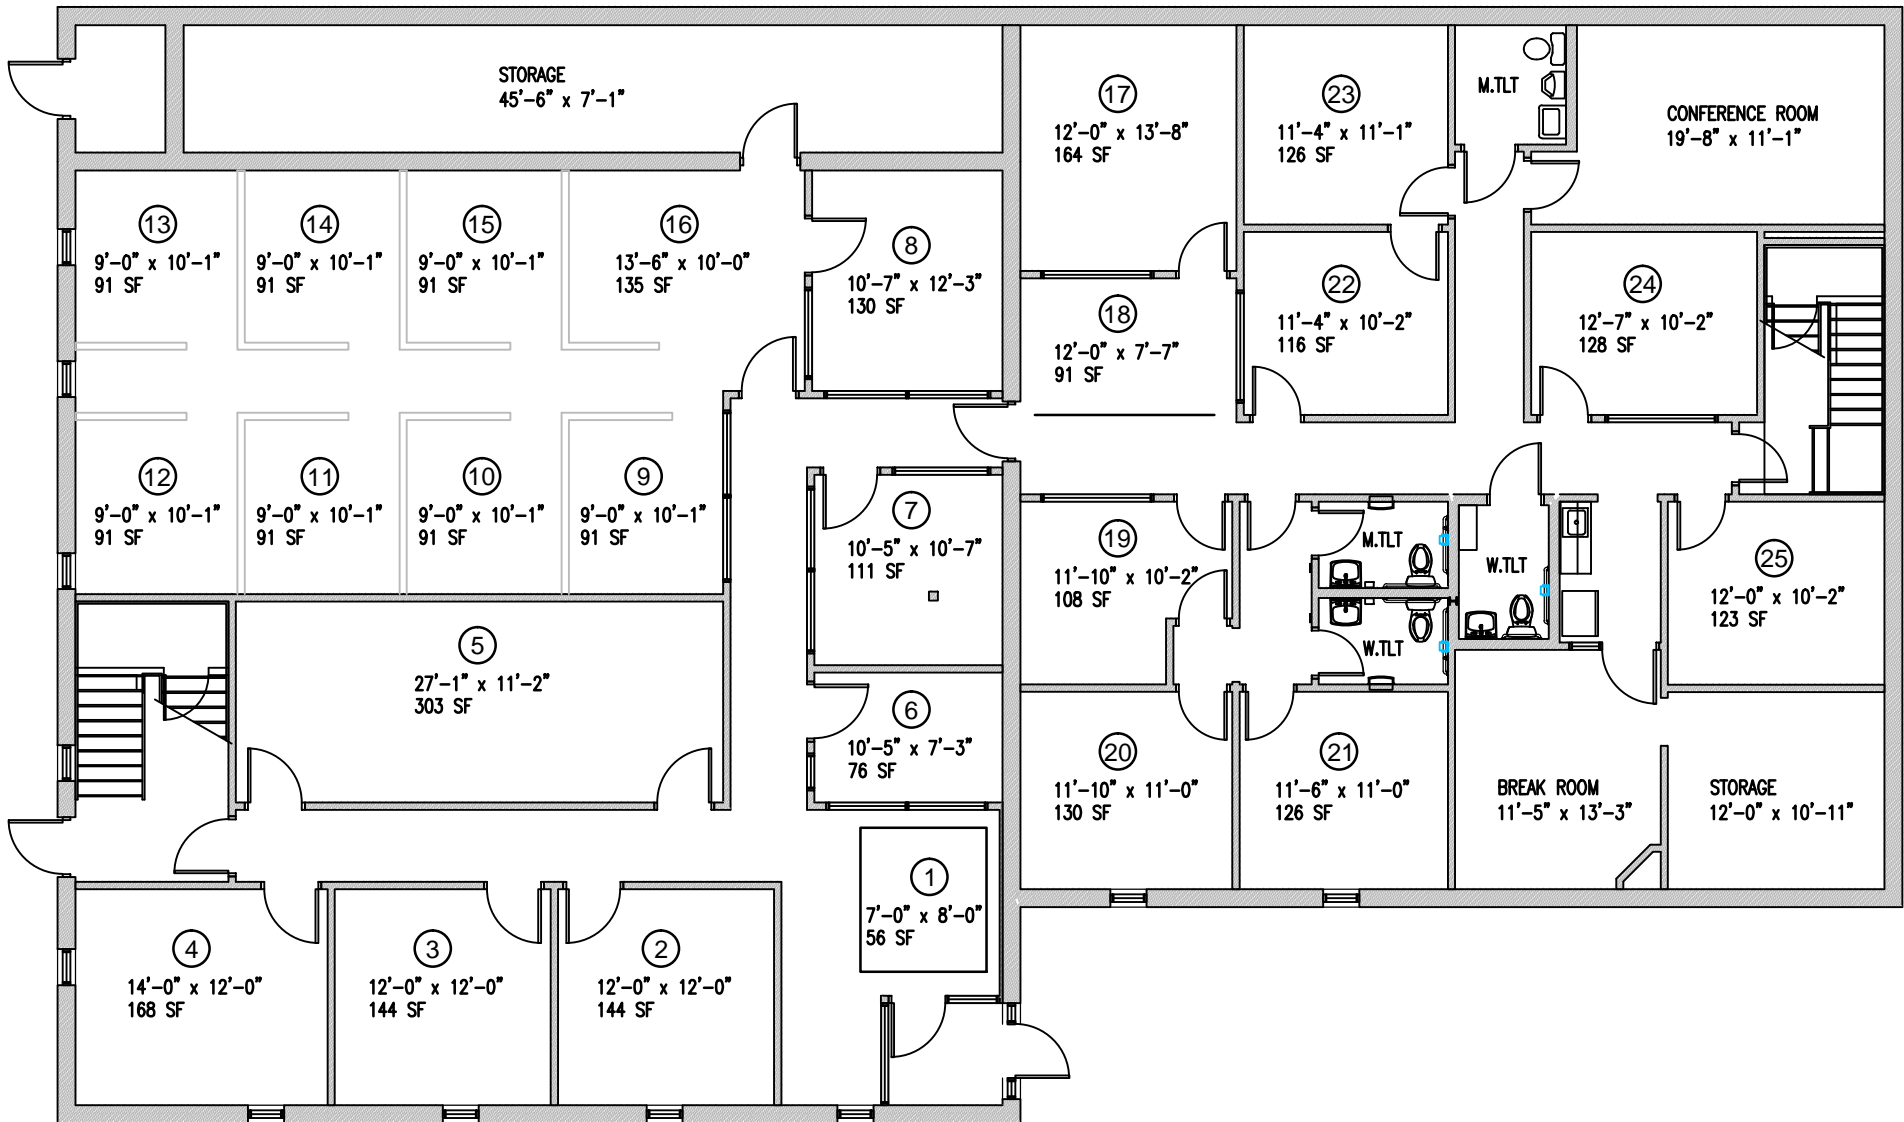 STORAGE
45'-6" x 7'-1"
17
12'-0" x 13'-8"
164 SF
23
11'-4" x 11'-1"
126 SF
M.TLT
CONFERENCE ROOM
19'-8" x 11'-1"
13
9'-0" x 10'-1"
91 SF
14
9'-0" x 10'-1"
91 SF
15
9'-0" x 10'-1"
91 SF
16
13'-6" x 10'-0"
135 SF
8
10'-7" x 12'-3"
130 SF
18
12'-0" x 7'-7"
91 SF
22
11'-4" x 10'-2"
116 SF
24
12'-7" x 10'-2"
128 SF
12
9'-0" x 10'-1"
91 SF
11
9'-0" x 10'-1"
91 SF
10
9'-0" x 10'-1"
91 SF
9
9'-0" x 10'-1"
91 SF
7
10'-5" x 10'-7"
111 SF
19
11'-10" x 10'-2"
108 SF
M.TLT
W.TLT
W.TLT
25
12'-0" x 10'-2"
123 SF
5
27'-1" x 11'-2"
303 SF
6
10'-5" x 7'-3"
76 SF
20
11'-10" x 11'-0"
130 SF
21
11'-6" x 11'-0"
126 SF
BREAK ROOM
11'-5" x 13'-3"
STORAGE
12'-0" x 10'-11"
1
7'-0" x 8'-0"
56 SF
4
14'-0" x 12'-0"
168 SF
3
12'-0" x 12'-0"
144 SF
2
12'-0" x 12'-0"
144 SF